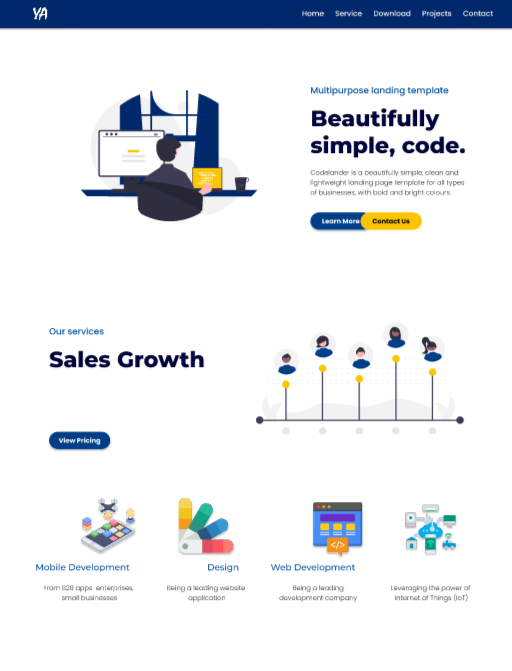 YA
Home Service Download Projects Contact
Multipurpose landing template
Beautifully
simple, code.
Codelander is a beautifully simple, clean and
lightweight landing page template for all types
of businesses, with bold and bright colours.
Learn More Contact Us
Our services
Sales Growth
View Pricing
</>
Mobile Development Design Web Development
From B2B apps enterprises,
small businesses
Being a leading website
application
Being a leading
development company
Leveraging the power of
Internet of Things (IoT)